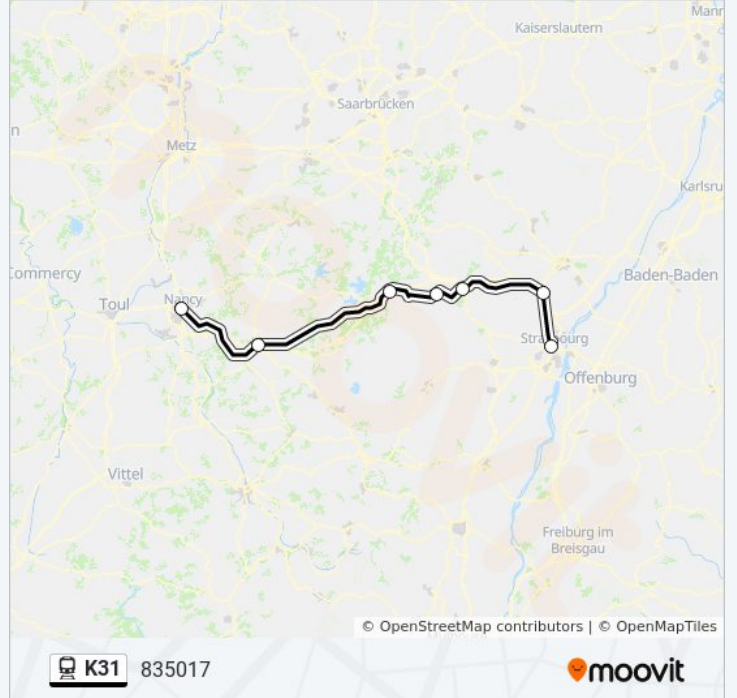 Mann
Kaiserslautern
Saarbrücken
n
Metz
Karlsru
Commercy
Baden-Baden
Toul
Nancy
Strasbourg
Offenburg
Vittel
Freiburg im
Breisgau
© OpenStreetMap contributors | © OpenMapTiles
K31 835017 moovit